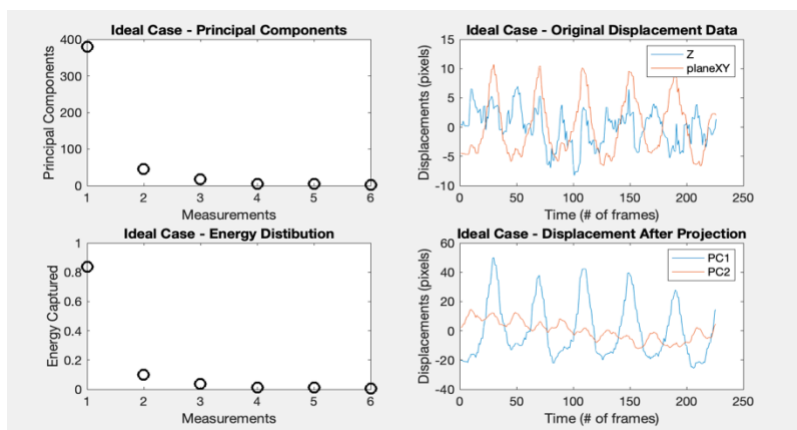 Ideal Case - Principal Components
Principal Components
400
300
200
100
0
1 2 3 4 5 6
Measurements
Ideal Case - Original Displacement Data
Displacements (pixels)
15
10
5
0
-5
-10
0 50 100 150 200 250
Time (# of frames)
Z
planeXY
Ideal Case - Energy Distibution
Energy Captured
1
0.8
0.6
0.4
0.2
0
1 2 3 4 5 6
Measurements
Ideal Case - Displacement After Projection
Displacements (pixels)
60
40
20
0
-20
-40
0 50 100 150 200 250
Time (# of frames)
PC1
PC2